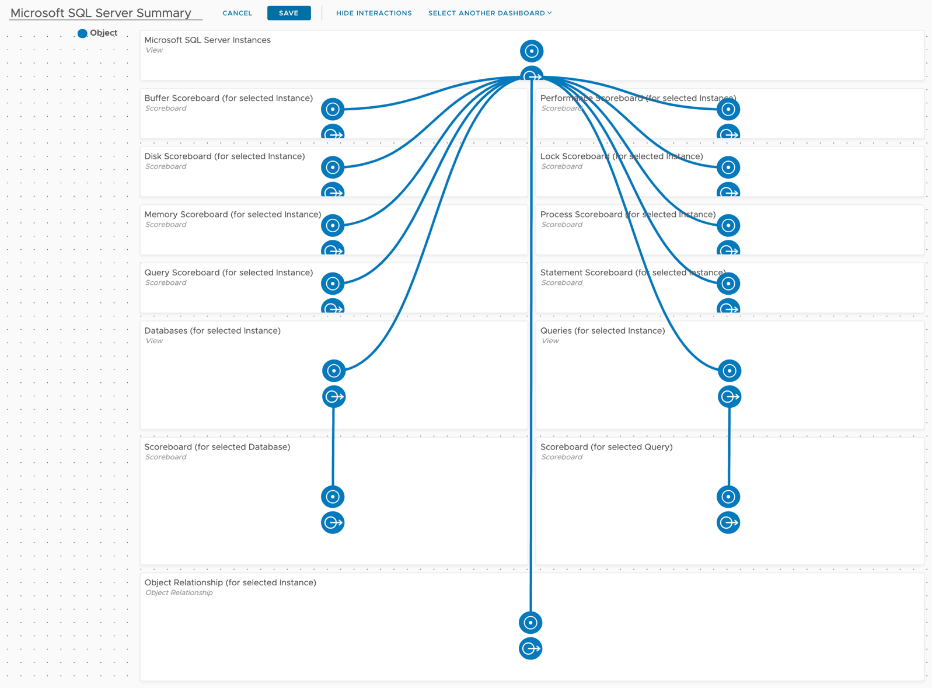 Microsoft SQL Server Summary CANCEL SAVE HIDE INTERACTIONS SELECT ANOTHER DASHBOARD
Object
Microsoft SQL Server Instances
View
Buffer Scoreboard (for selected Instance)
Scoreboard
Performance Scoreboard (for selected Instance)
Scoreboard
Disk Scoreboard (for selected Instance)
Scoreboard
Lock Scoreboard (for selected Instance)
Scoreboard
Memory Scoreboard (for selected Instance)
Scoreboard
Process Scoreboard (for selected Instance)
Scoreboard
Query Scoreboard (for selected Instance)
Scoreboard
Statement Scoreboard (for selected Instance)
Scoreboard
Databases (for selected Instance)
View
Queries (for selected Instance)
View
Scoreboard (for selected Database)
Scoreboard
Scoreboard (for selected Query)
Scoreboard
Object Relationship (for selected Instance)
Object Relationship